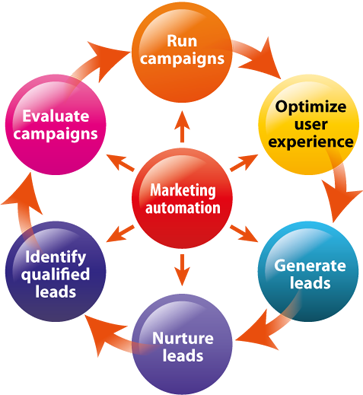 Run
campaigns
Optimize
user
experience
Generate
leads
Nurture
leads
Identify
qualified
leads
Evaluate
campaigns
Marketing
automation